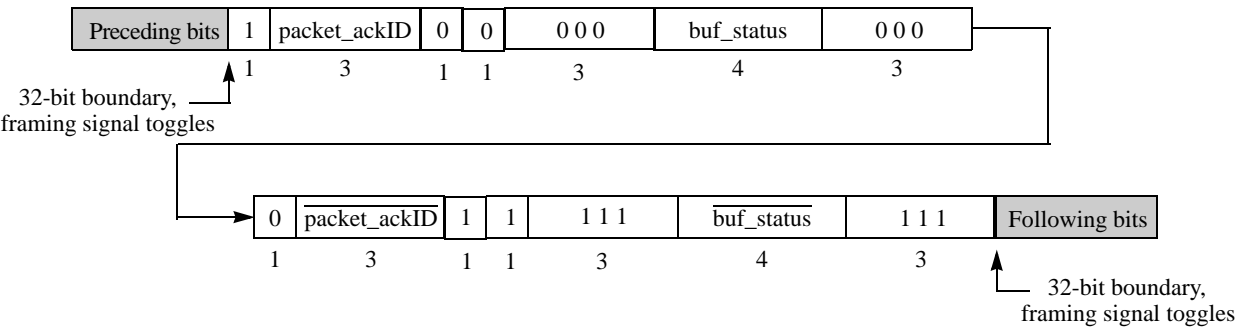 Preceding bits 1 packet_ackID 0 0 0 0 0 buf_status 0 0 0
1 3 1 1 3 4 3
32-bit boundary,
framing signal toggles
0 packet_ackID 1 1 1 1 1 buf_status 1 1 1 Following bits
1 3 1 1 3 4 3
32-bit boundary,
framing signal toggles